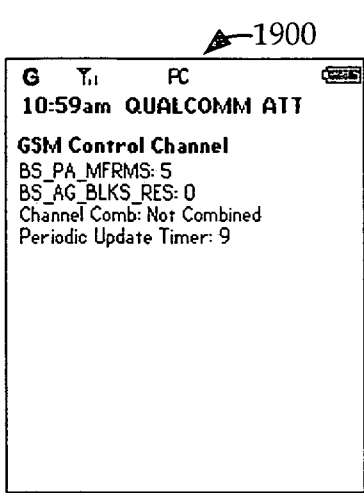 1900
G PC
10:59am QUALCOMM ATT
GSM Control Channel
BS_PA_MFRMS: 5
BS_AG_BLKS_RES: 0
Channel Comb: Not Combined
Periodic Update Timer: 9